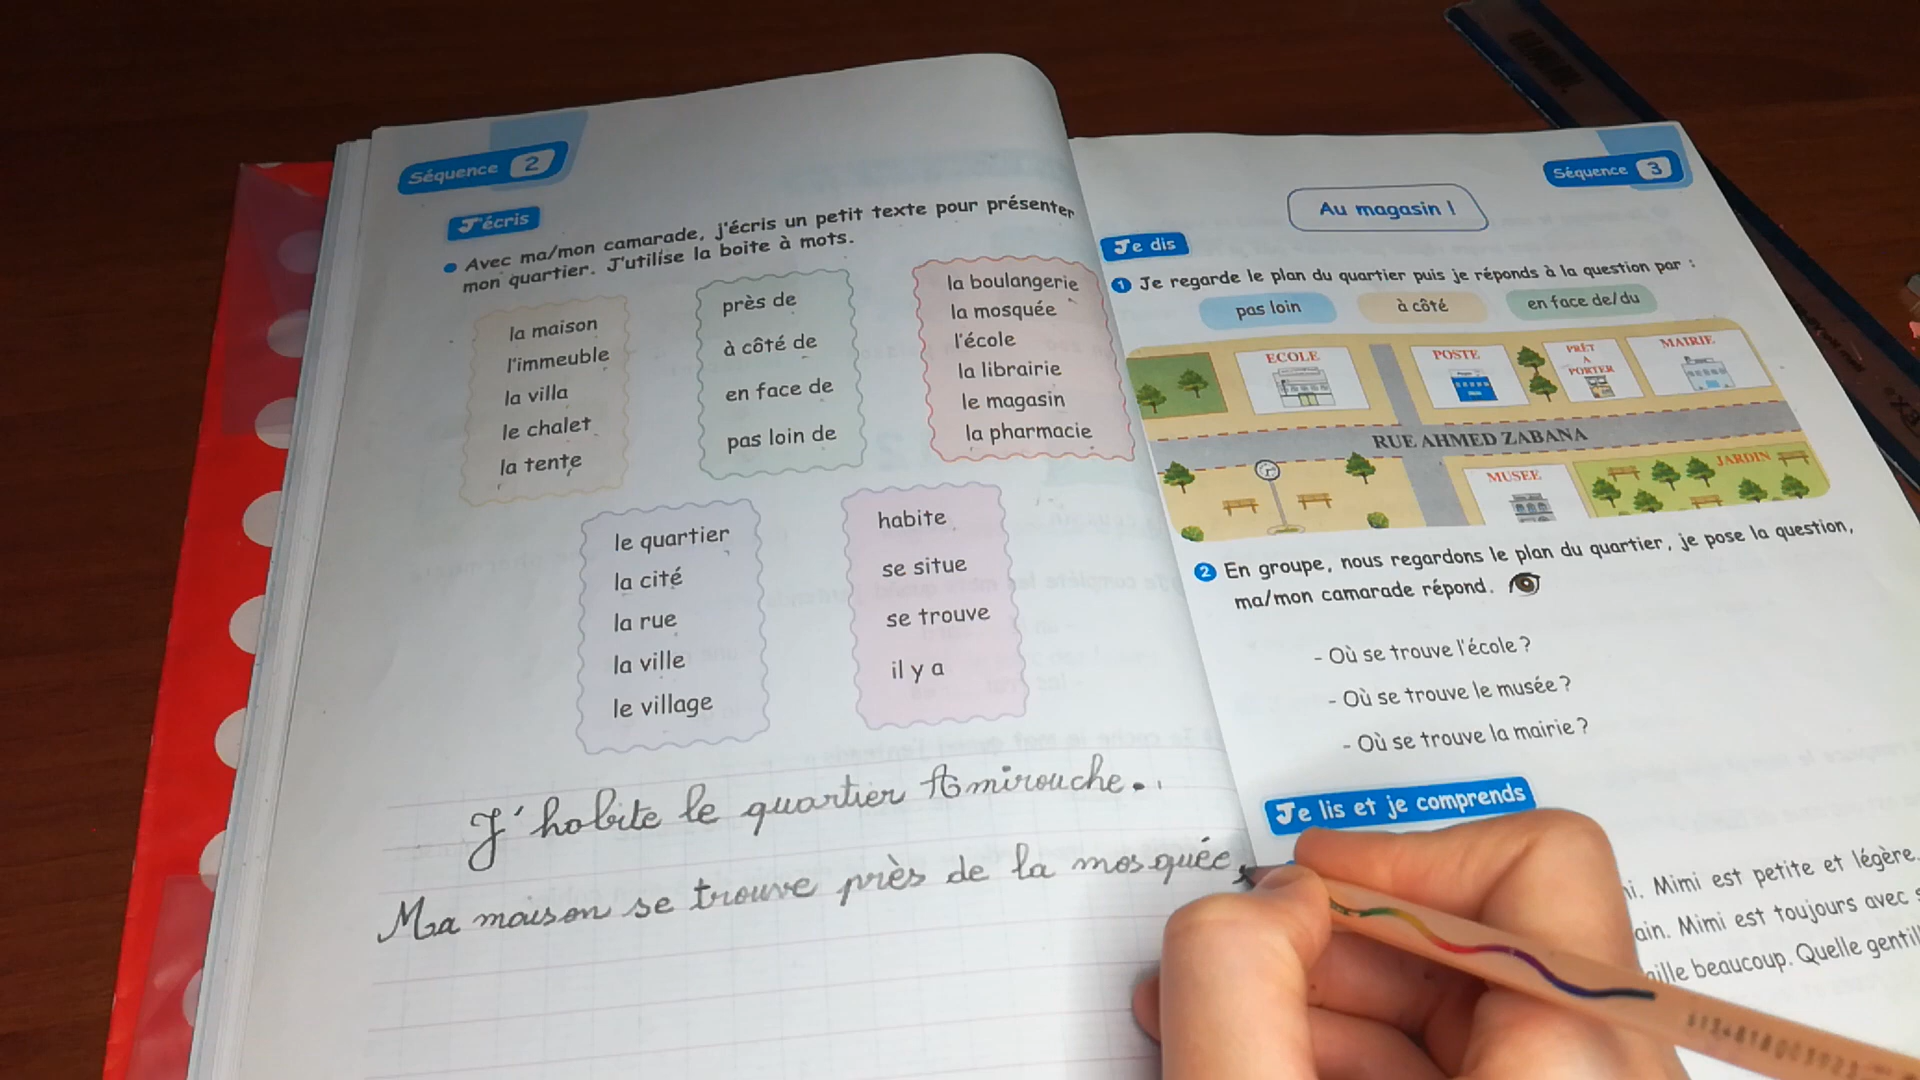 Séquence 2
J'écris
Avec ma/mon camarade, j'écris un petit texte pour présenter
mon quartier. J'utilise la boite à mots.
la maison
l'immeuble
la villa
le chalet
la tente
près de
à côté de
en face de
pas loin de
la boulangerie
la mosquée
l'école
la librairie
le magasin
la pharmacie
le quartier
la cité
la rue
la ville
le village
habite
se situe
se trouve
il y a
J'habite le quartier Amirouche..
Ma maison se trouve près de la mosquée
Séquence 3
Au magasin !
Je dis
1 Je regarde le plan du quartier puis je réponds à la question par :
pas loin
à côté
en face de/du
ECOLE
POSTE
PRÊT
A
PORTER
MAIRIE
RUE AHMED ZABANA
MUSEE
JARDIN
2 En groupe, nous regardons le plan du quartier, je pose la question,
ma/mon camarade répond.
- Où se trouve l'école ?
- Où se trouve le musée ?
- Où se trouve la mairie ?
Je lis et je comprends
Mimi est petite et légère.
Mimi est toujours avec
beaucoup. Quelle